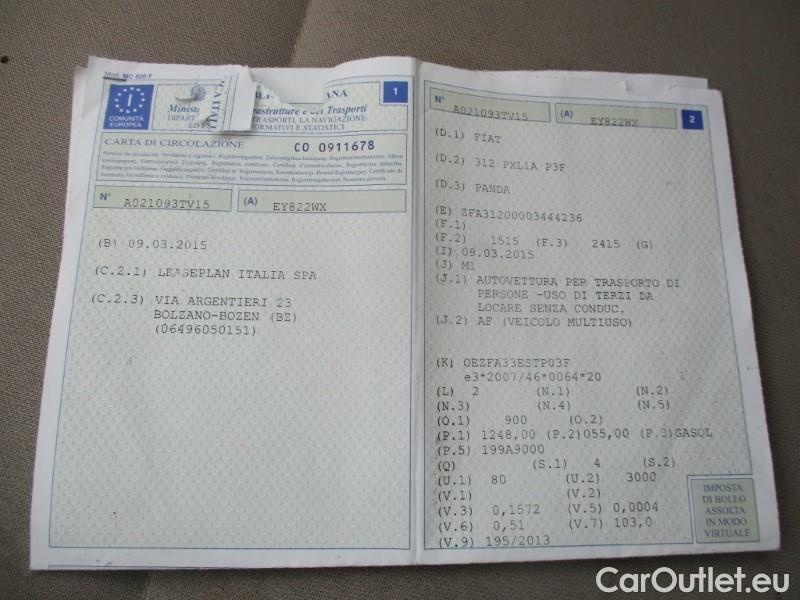 Mod. MC 820 F
1
I
COMUNITÀ
EUROPEA
CARTA DI CIRCOLAZIONE
CO 0911678
N° A021093TV15 (A) EY822WX
(B) 09.03.2015
(C.2.1) LEASEPLAN ITALIA SPA
(C.2.3) VIA ARGENTIERI 23
BOLZANO-BOZEN (BZ)
(06496050151)
N° A021093TV15 (A) EY822WX
2
(D.1) FIAT
(D.2) 312 PXL1A P3F
(D.3) PANDA
(E) ZFA31200003444236
(F.1)
(F.2) 1515 (F.3) 2415 (G)
(I) 09.03.2015
(J) M1
(J.1) AUTOVETTURA PER TRASPORTO DI
PERSONE -USO DI TERZI DA
LOCARE SENZA CONDUC.
(J.2) AF (VEICOLO MULTIUSO)
(K) OEZFA33ESTP03F
e3*2007/46*0064*20
(L) 2 (N.1) (N.2)
(N.3) (N.4) (N.5)
(O.1) 900 (O.2)
(P.1) 1248,00 (P.2)055,00 (P.3)GASOL
(P.5) 199A9000
(Q) (S.1) 4 (S.2)
(U.1) 80 (U.2) 3000
(V.1) (V.2)
(V.3) 0,1572 (V.5) 0,0004
(V.6) 0,51 (V.7) 103,0
(V.9) 195/2013
IMPOSTA
DI BOLLO
ASSOLTA
IN MODO
VIRTUALE
CarOutlet.eu